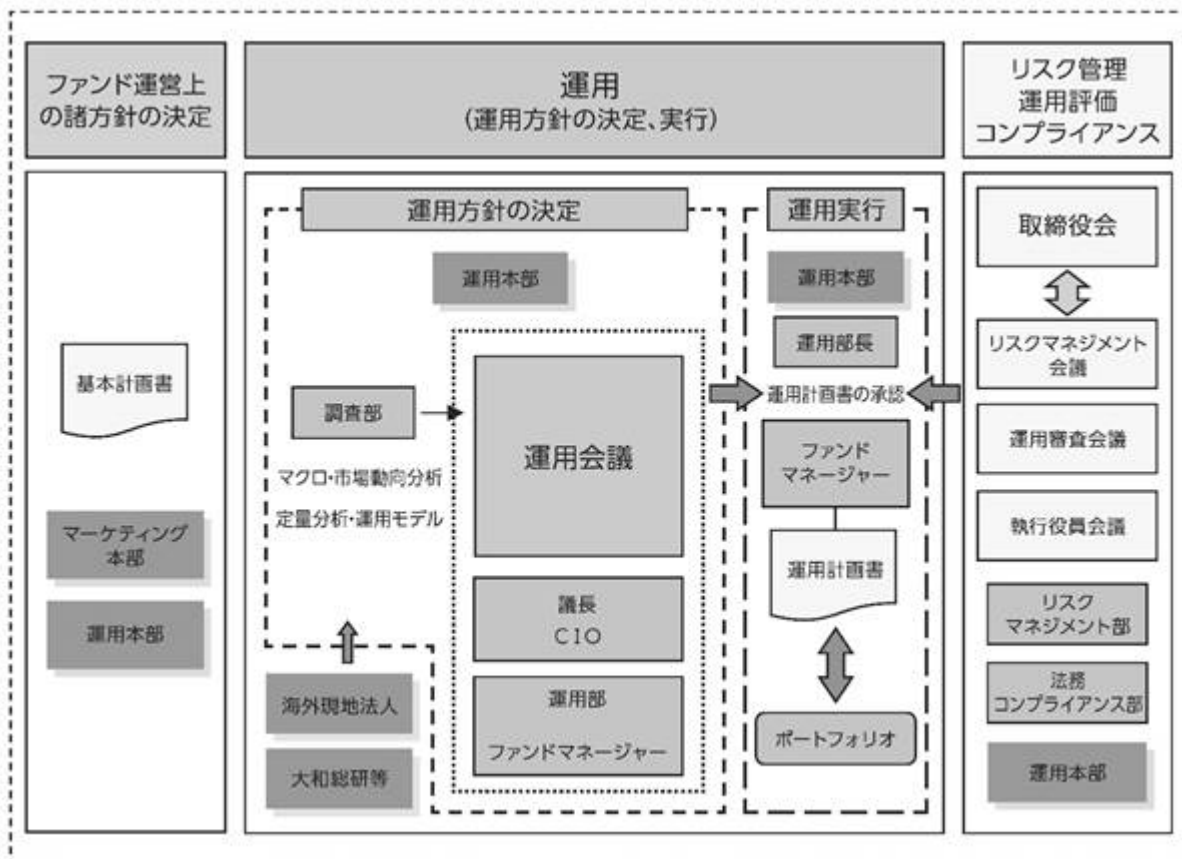 ファンド運営上
の諸方針の決定
運用
(運用方針の決定、実行)
リスク管理
運用評価
コンプライアンス
基本計画書
マーケティング
本部
運用本部
運用方針の決定
運用本部
調査部
マクロ・市場動向分析
定量分析・運用モデル
運用会議
議長
CIO
運用部
ファンドマネージャー
海外現地法人
大和総研等
運用実行
運用本部
運用部長
運用計画書の承認
ファンド
マネージャー
運用計画書
ポートフォリオ
取締役会
リスクマネジメント
会議
運用審査会議
執行役員会議
リスク
マネジメント部
法務
コンプライアンス部
運用本部